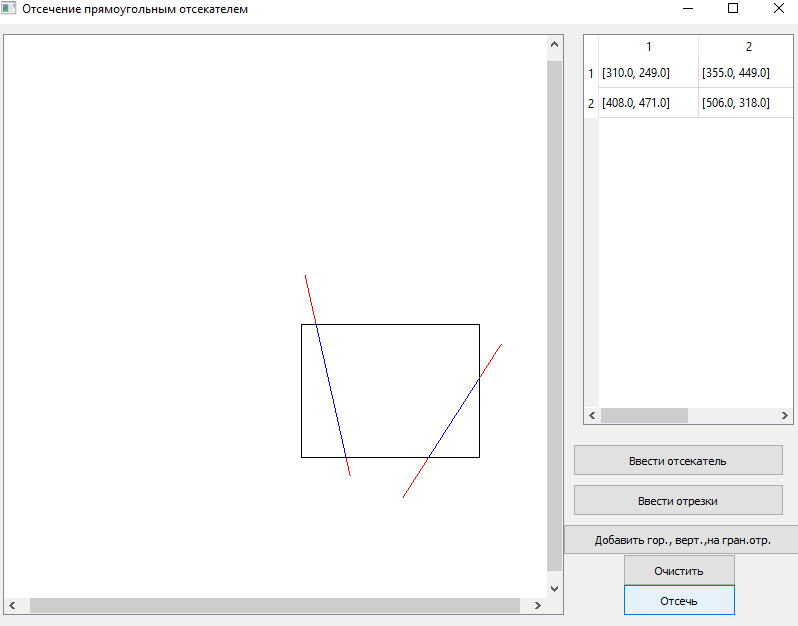 Отсечение прямоугольным отсекателем
1 2
1 [310.0, 249.0] [355.0, 449.0]
2 [408.0, 471.0] [506.0, 318.0]
Ввести отсекатель
Ввести отрезки
Добавить гор., верт.,на гран.отр.
Очистить
Отсечь